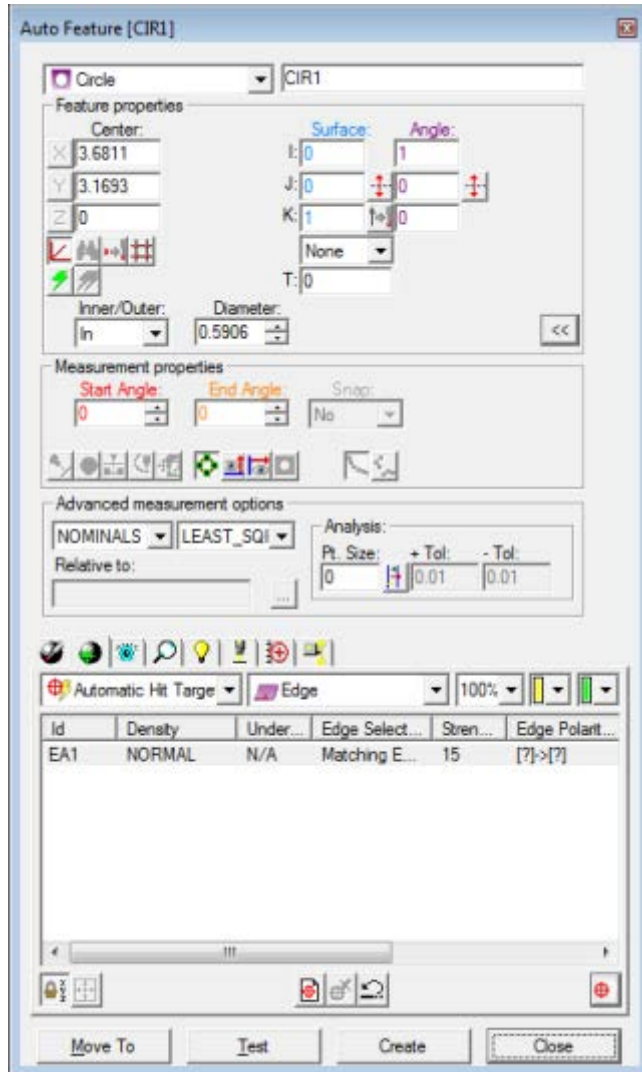 Auto Feature [CIR1]
Circle CIR1
Feature properties
Center: Surface: Angle:
X 3.6811 I: 0 1
Y 3.1693 J: 0 0
Z 0 K: 1 0
None
T: 0
Inner/Outer: Diameter:
In 0.5906 <<
Measurement properties
Start Angle: End Angle: Snap:
0 0 No
Advanced measurement options
NOMINALS LEAST_SQI
Analysis:
Relative to: Pt. Size: + Tol: - Tol:
0 0.01 0.01
...
Automatic Hit Targe Edge 100%
Id Density Under... Edge Select... Stren... Edge Polarit...
EA1 NORMAL N/A Matching E... 15 [?]->[?]
Move To Test Create Close